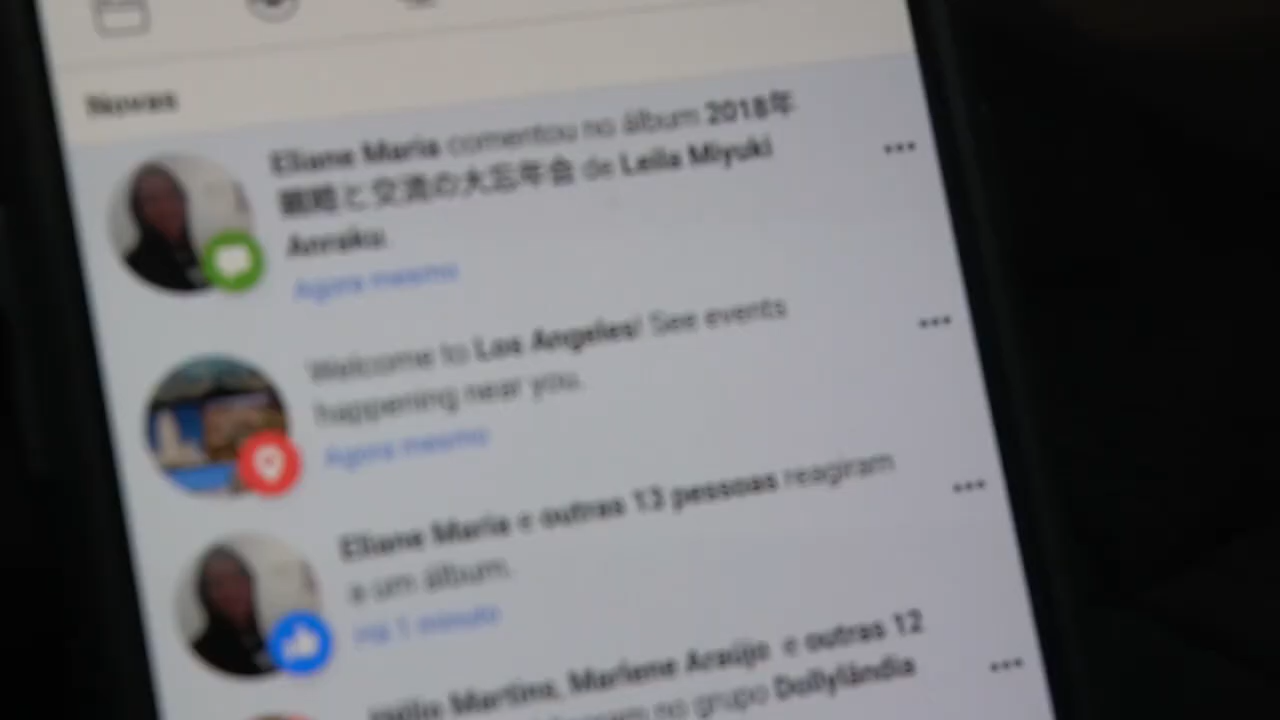 Novas
Eliane Maria comentou no álbum 2018年
親睦と交流の大忘年会 de Leila Miyuki
Anraku.
Agora mesmo
Welcome to Los Angeles! See events
happening near you.
Agora mesmo
Eliane Maria e outras 13 pessoas reagiram
a um álbum.
Há 1 minuto
Martins, Marlene Araújo e outras 12
no grupo Dollylândia